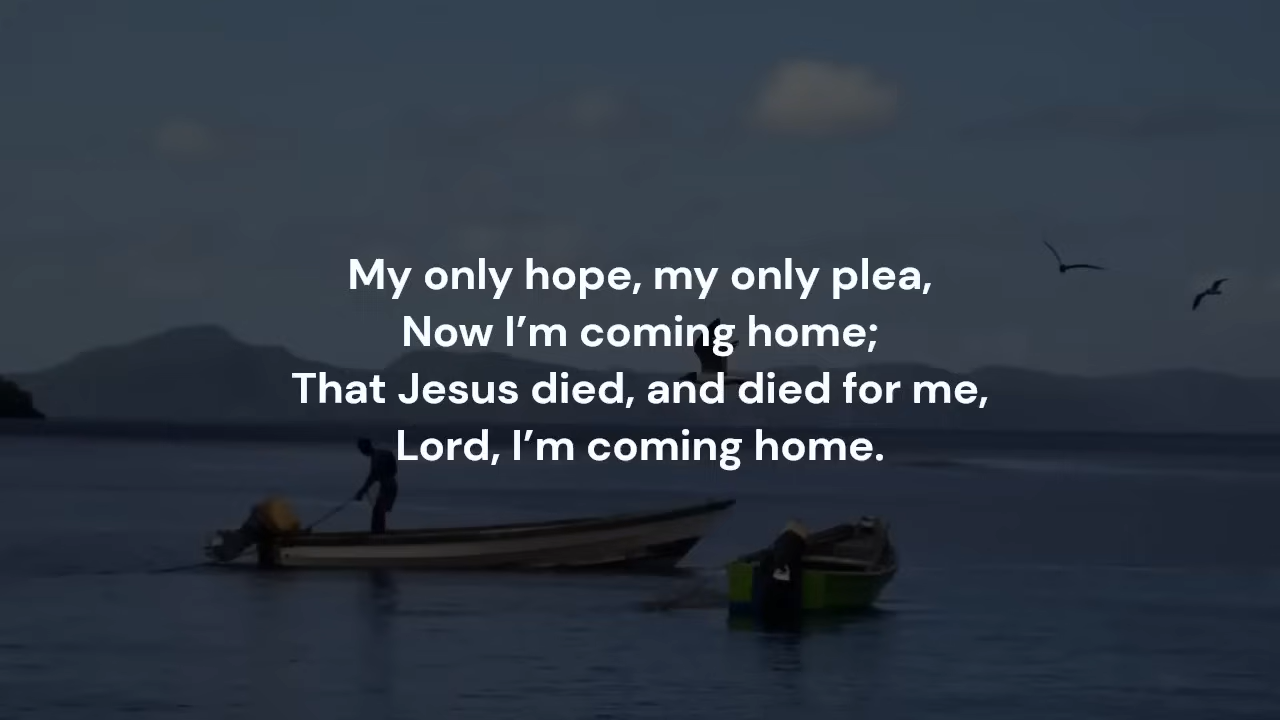 My only hope, my only plea,
Now I’m coming home;
That Jesus died, and died for me,
Lord, I’m coming home.